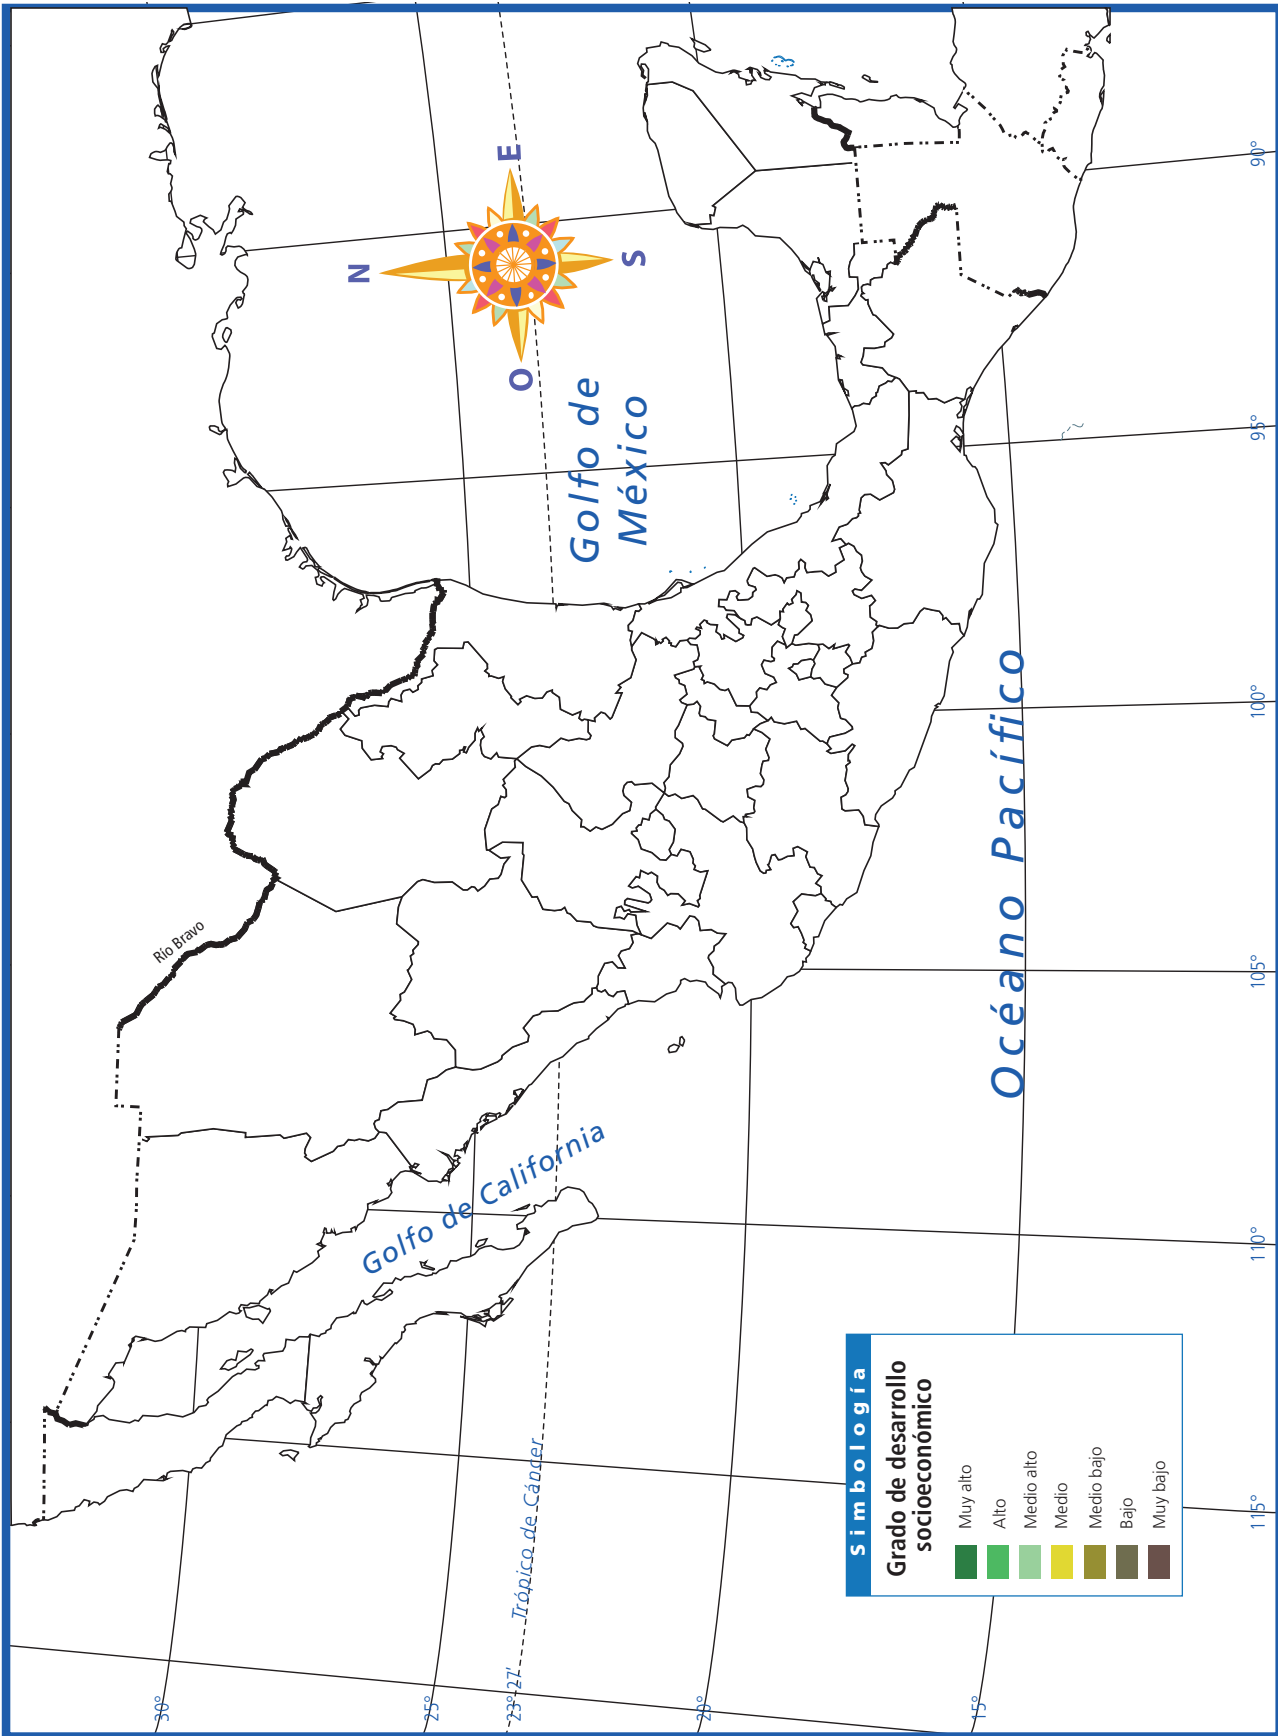 N
E
O
S
Golfo de
México
Río Bravo
Golfo de California
Océano Pacífico
Trópico de Cáncer
30°
25°
23° 27'
20°
15°
115°
110°
105°
100°
95°
90°
Simbología
Grado de desarrollo
socioeconómico
Muy alto
Alto
Medio alto
Medio
Medio bajo
Bajo
Muy bajo